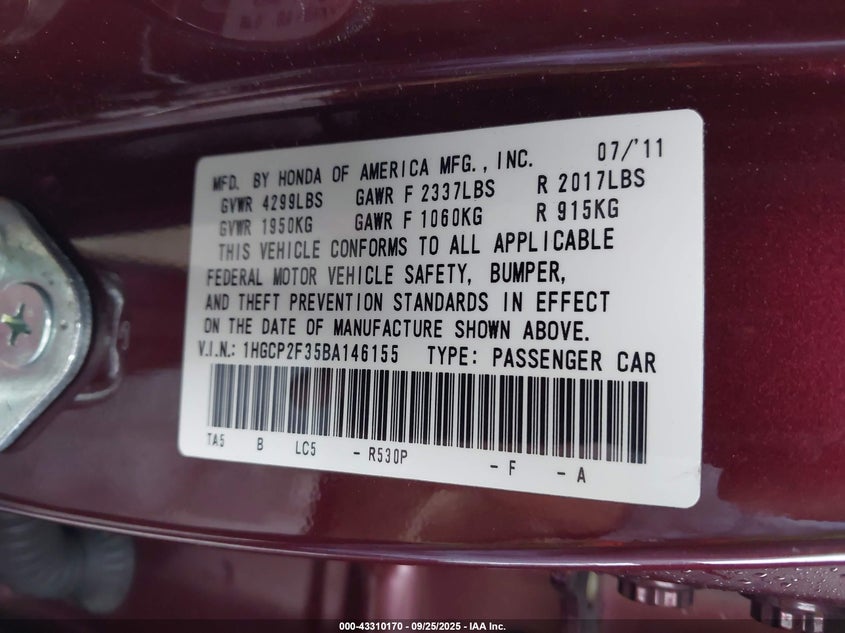 MFD. BY HONDA OF AMERICA MFG., INC. 07/'11
GVWR 4299LBS GAWR F 2337LBS R 2017LBS
GVWR 1950KG GAWR F 1060KG R 915KG
THIS VEHICLE CONFORMS TO ALL APPLICABLE
FEDERAL MOTOR VEHICLE SAFETY, BUMPER,
AND THEFT PREVENTION STANDARDS IN EFFECT
ON THE DATE OF MANUFACTURE SHOWN ABOVE.
V.I.N.: 1HGCP2F35BA146155 TYPE: PASSENGER CAR
TA5 B LC5 - R530P - F - A
000-43310170 - 09/25/2025 - IAA Inc.